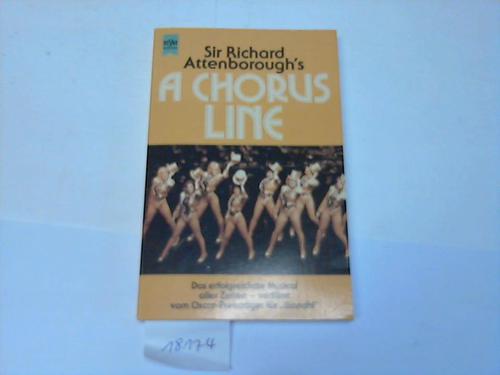 Sir Richard
Attenborough's
A CHORUS
LINE
Das erfolgreichste Musical
aller Zeiten – verfilmt
vom Oscar-Preisträger für „Gandhi"
18174